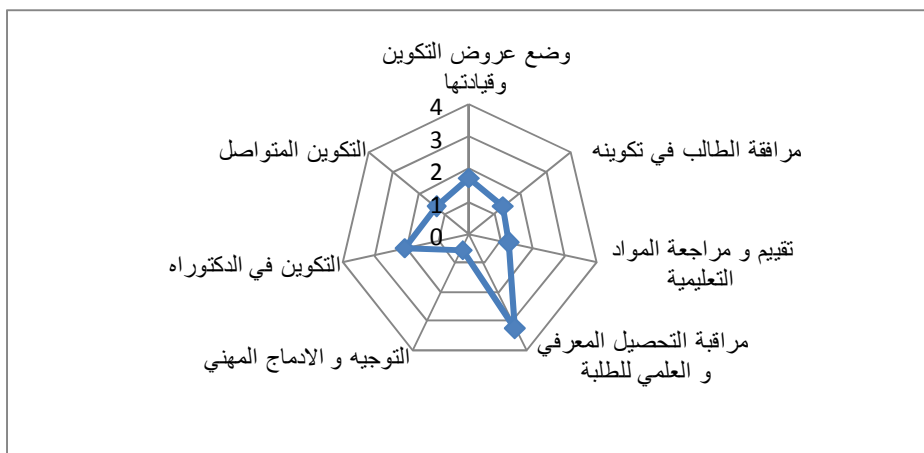 وضع عروض التكوين
وقيادتها
مرافقة الطالب في تكوينه
تقييم و مراجعة المواد
التعليمية
مراقبة التحصيل المعرفي
و العلمي للطلبة
التوجيه و الادماج المهني
التكوين في الدكتوراه
التكوين المتواصل
4
3
2
1
0